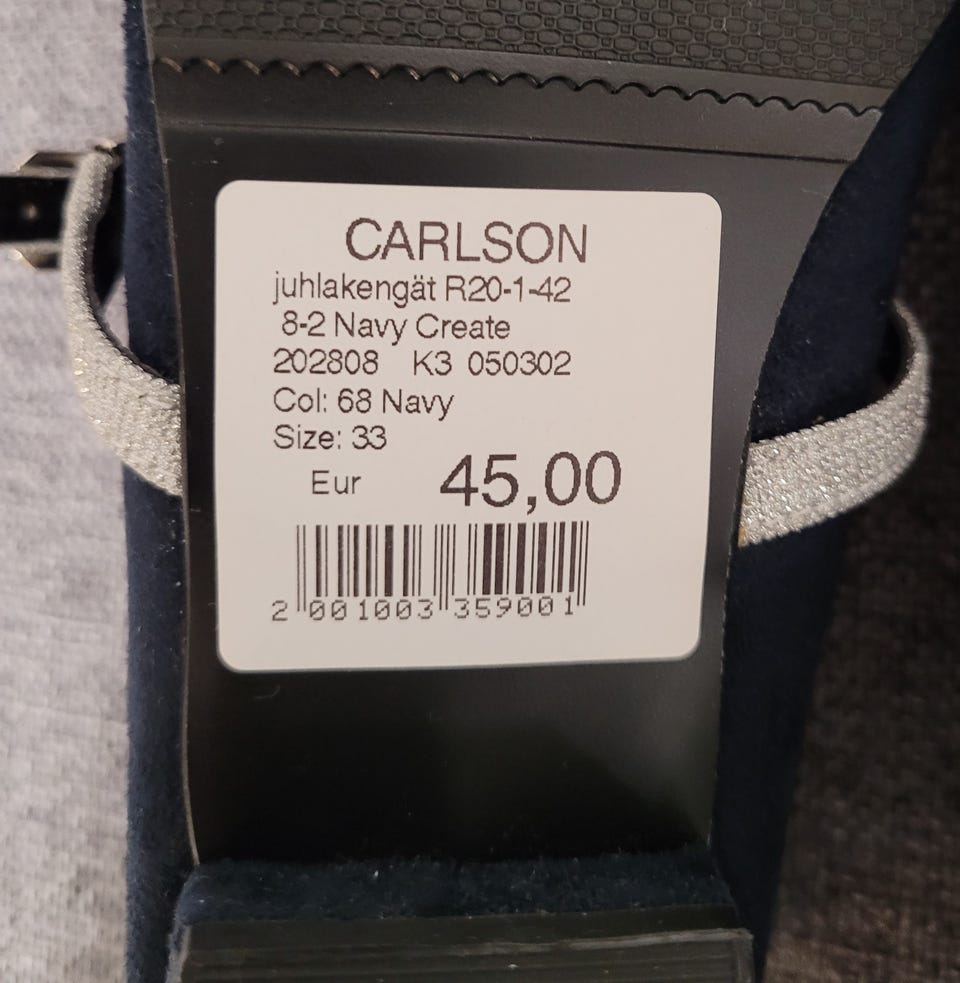 CARLSON
juhlakengät R20-1-42
8-2 Navy Create
202808 K3 050302
Col: 68 Navy
Size: 33
Eur 45,00
2 001003 359001